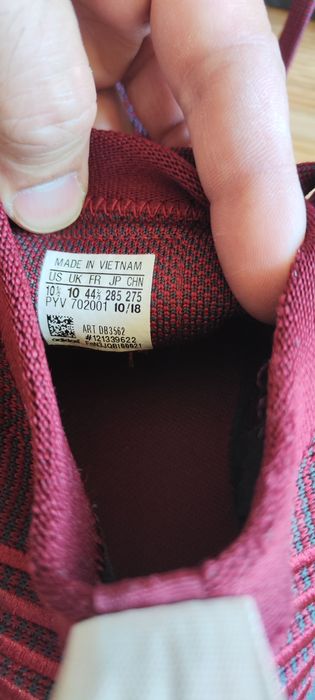 MADE IN VIETNAM
US UK FR JP CHN
10½ 10 44⅔ 285 275
PYV 702001 10/18
ART DB3562
adidas #121339622